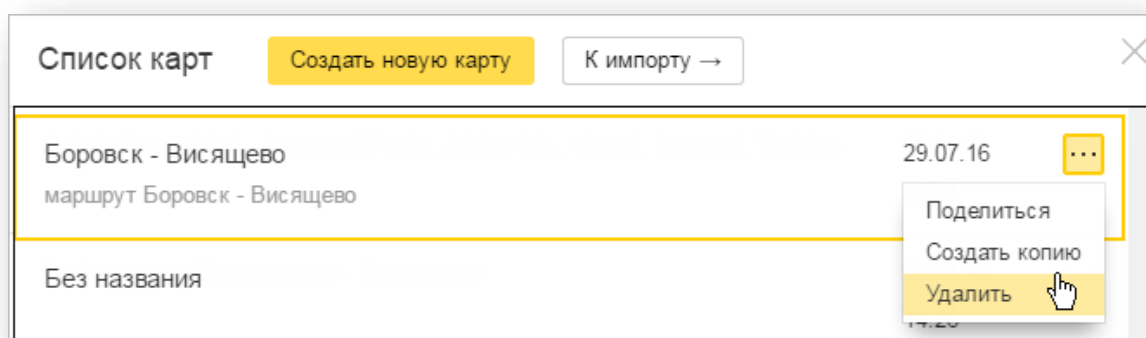 Список карт
Создать новую карту
К импорту →
Боровск - Висящево
29.07.16
...
маршрут Боровск - Висящево
Поделиться
Создать копию
Удалить
Без названия